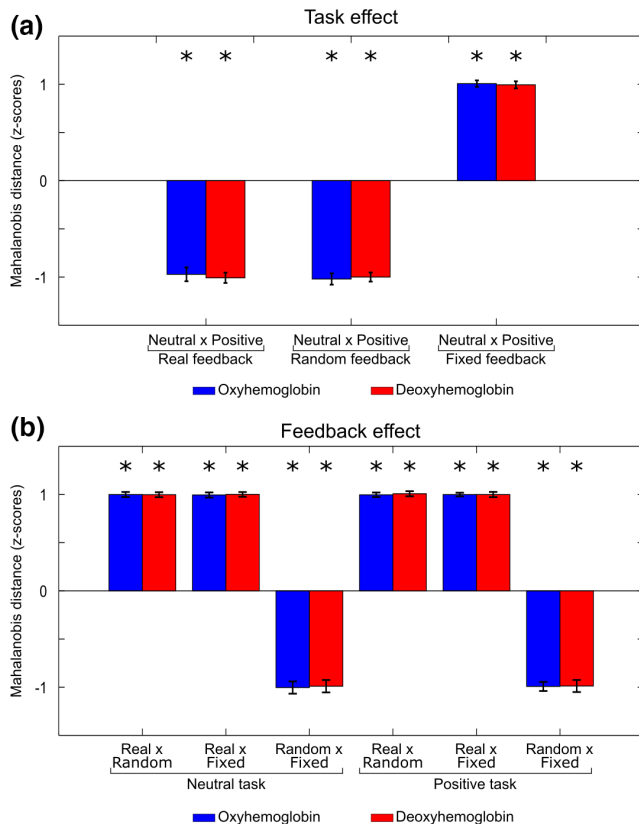 (a)
Task effect
* * * * * *
Mahalanobis distance (z-scores)
1
0
-1
Neutral x Positive Neutral x Positive Neutral x Positive
Real feedback Random feedback Fixed feedback
Oxyhemoglobin Deoxyhemoglobin
(b)
Feedback effect
* * * * * * * * * * * *
Mahalanobis distance (z-scores)
1
0
-1
Real x Real x Random x Real x Real x Random x
Random Fixed Fixed Random Fixed Fixed
Neutral task Positive task
Oxyhemoglobin Deoxyhemoglobin